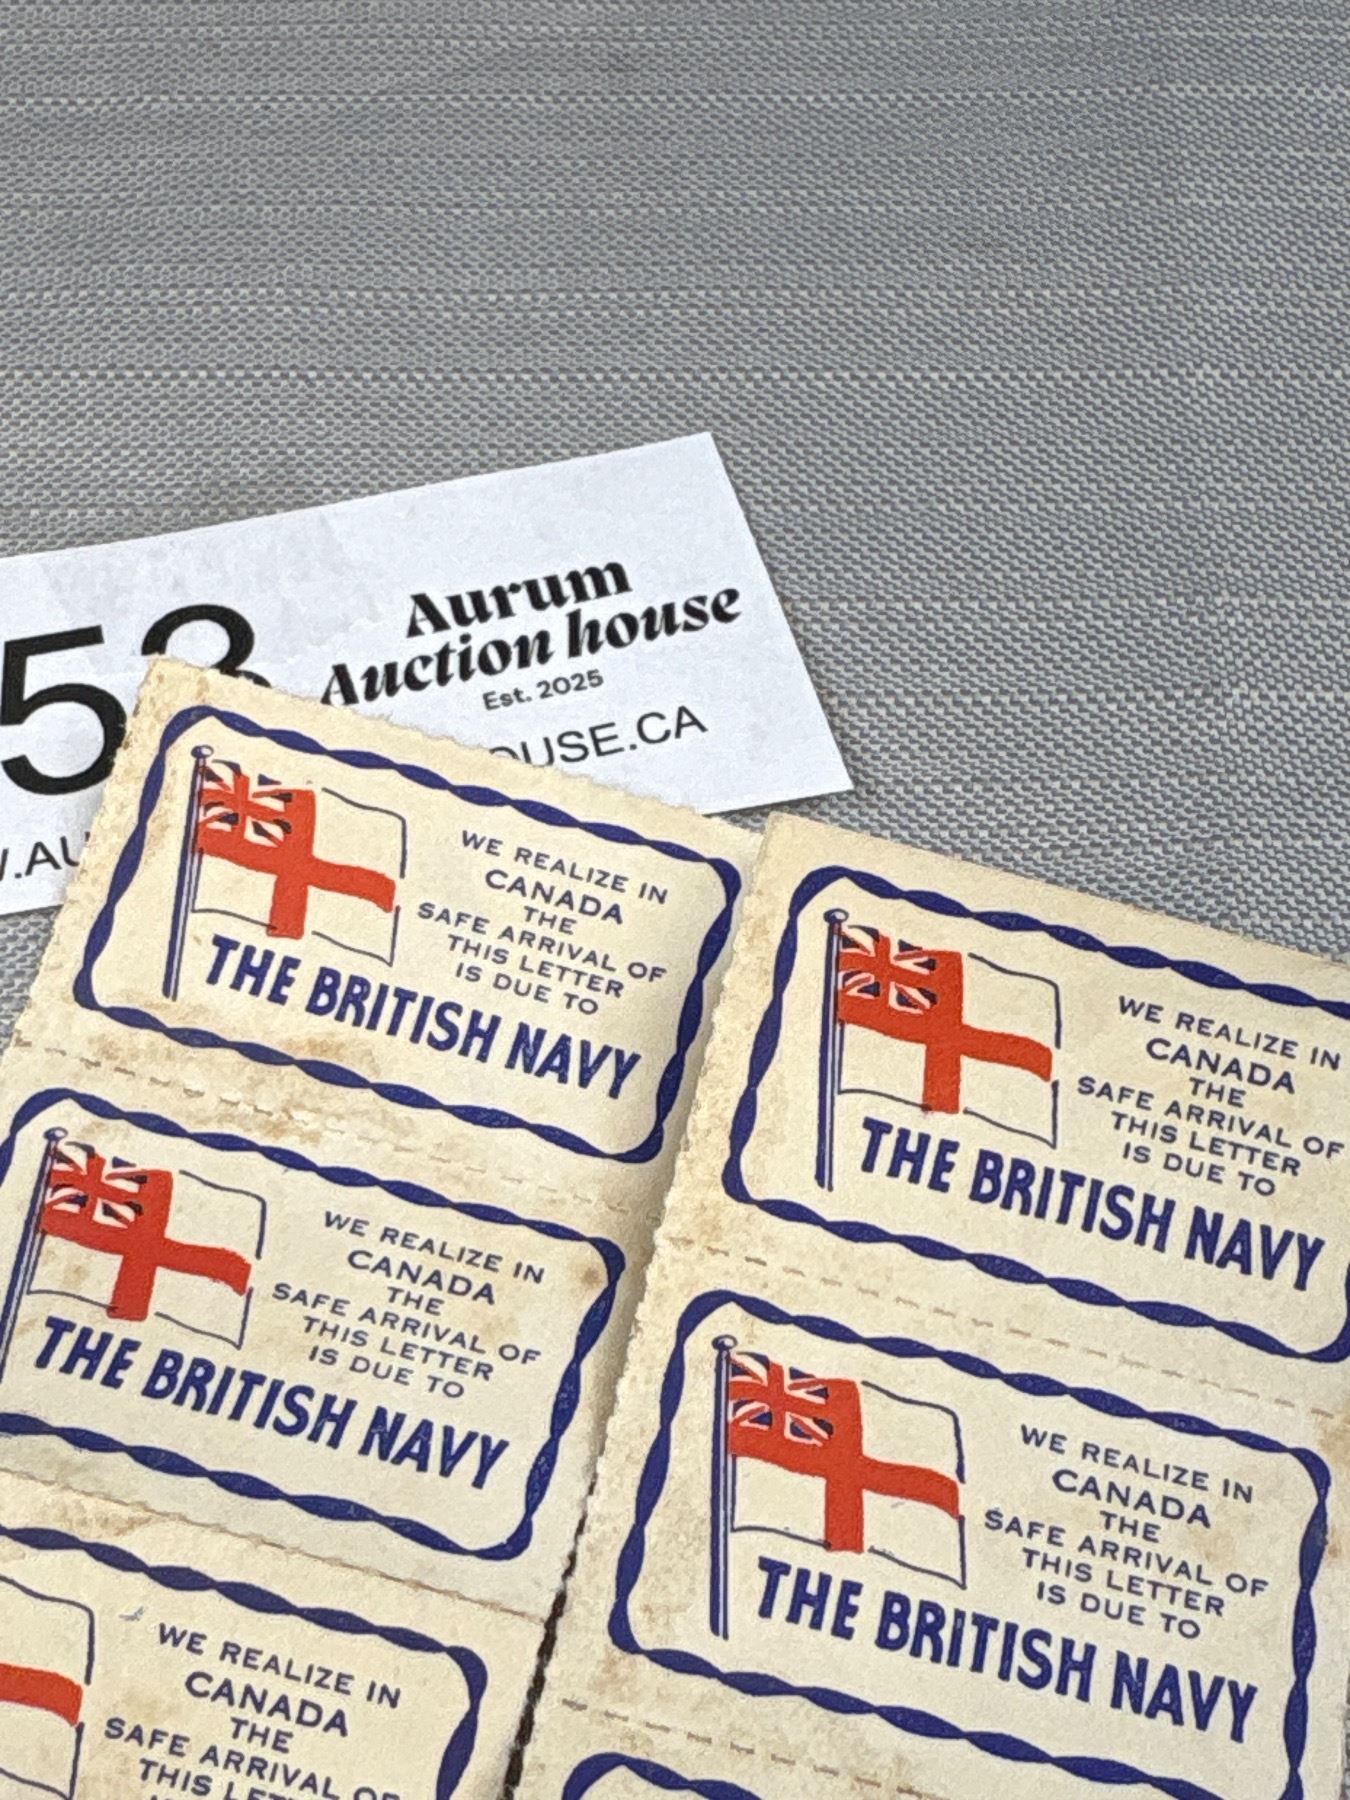 Aurum
Auction house
Est. 2025
OUSE.CA
WE REALIZE IN
CANADA
THE
SAFE ARRIVAL OF
THIS LETTER
IS DUE TO
THE BRITISH NAVY
WE REALIZE IN
CANADA
THE
SAFE ARRIVAL OF
THIS LETTER
IS DUE TO
THE BRITISH NAVY
WE REALIZE IN
CANADA
THE
SAFE ARRIVAL OF
THIS LETTER
IS DUE TO
THE BRITISH NAVY
WE REALIZE IN
CANADA
THE
SAFE ARRIVAL OF
THIS LETTER
IS DUE TO
THE BRITISH NAVY
WE REALIZE IN
CANADA
THE
SAFE ARRIVAL OF
THIS LETTER